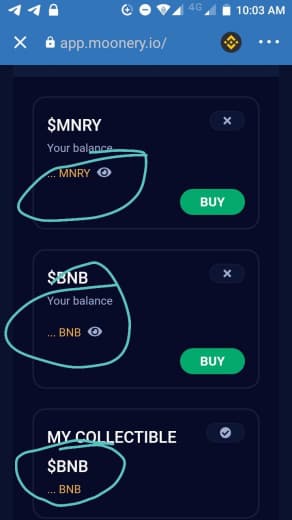 4G 10:03 AM
app.moonery.io/
$MNRY
Your balance
... MNRY
BUY
$BNB
Your balance
... BNB
BUY
MY COLLECTIBLE
$BNB
... BNB